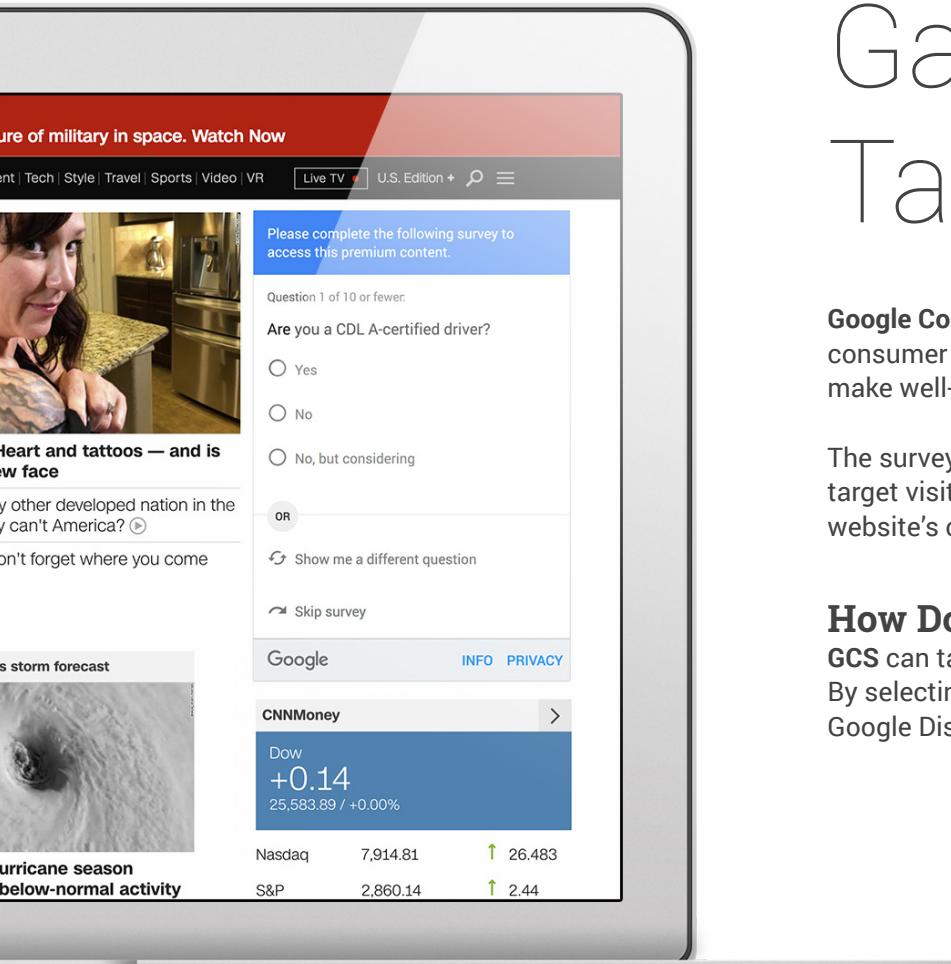 ure of military in space. Watch Now
ent | Tech | Style | Travel | Sports | Video | VR
Live TV
U.S. Edition +
Heart and tattoos — and is
ew face
y other developed nation in the
y can't America?
on't forget where you come
s storm forecast
urricane season
below-normal activity
Please complete the following survey to
access this premium content.
Question 1 of 10 or fewer:
Are you a CDL A-certified driver?
Yes
No
No, but considering
OR
Show me a different question
Skip survey
Google INFO PRIVACY
CNNMoney
Dow
+0.14
25,583.89 / +0.00%
Nasdaq 7,914.81 ↑ 26.483
S&P 2,860.14 ↑ 2.44
Ga
Ta
Google Co
consumer
make well-
The survey
target visit
website's c
How Do
GCS can ta
By selectin
Google Dis